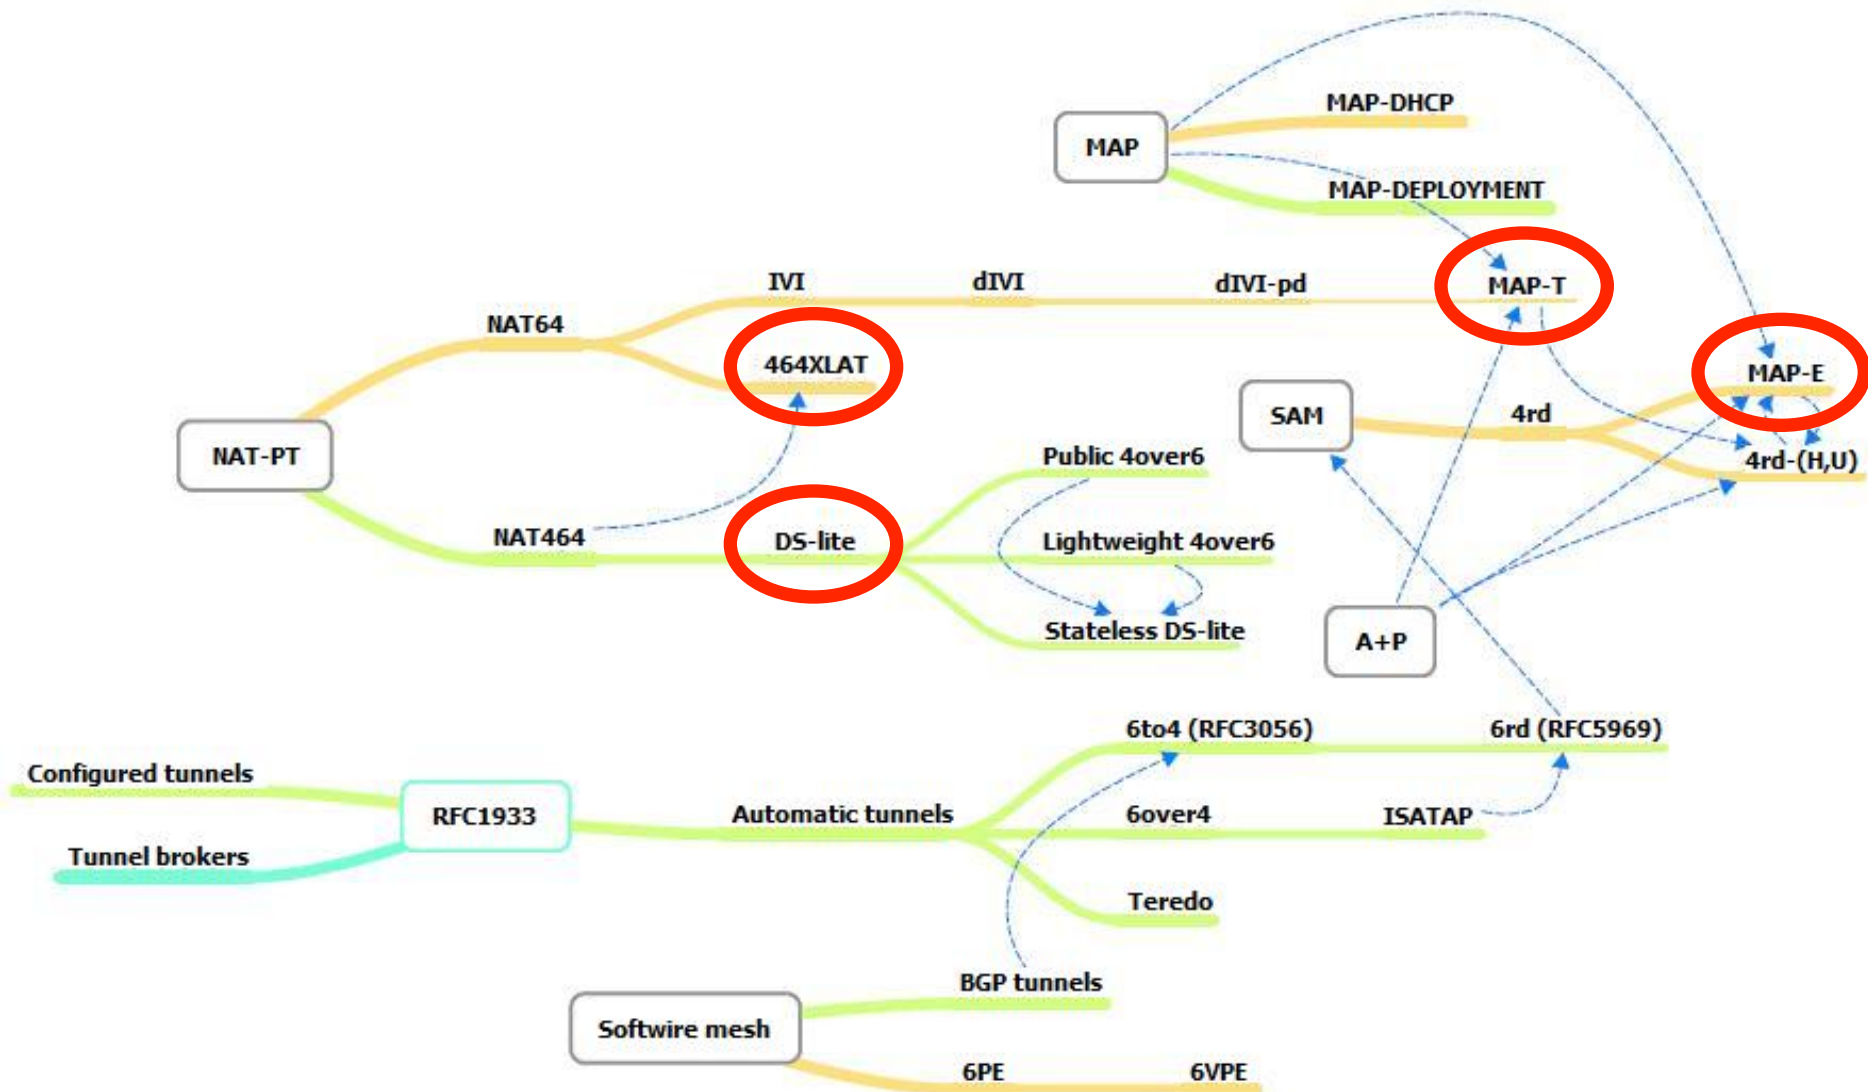 MAP-DHCP
MAP
MAP-DEPLOYMENT
IVI
dIVI
dIVI-pd
MAP-T
NAT64
464XLAT
MAP-E
SAM
4rd
NAT-PT
Public 4over6
4rd-(H,U)
NAT464
DS-lite
Lightweight 4over6
Stateless DS-lite
A+P
6to4 (RFC3056)
6rd (RFC5969)
Configured tunnels
RFC1933
Automatic tunnels
6over4
ISATAP
Tunnel brokers
Teredo
BGP tunnels
Softwire mesh
6PE
6VPE